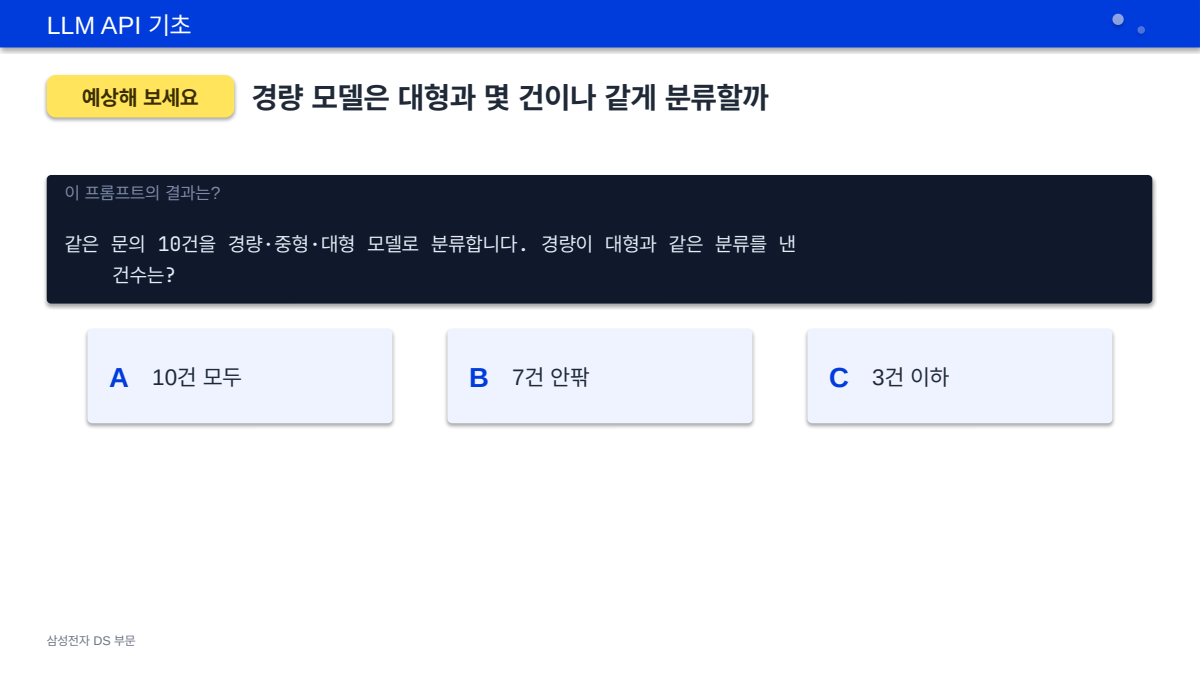 LLM API 기초
예상해 보세요
경량 모델은 대형과 몇 건이나 같게 분류할까
이 프롬프트의 결과는?
같은 문의 10건을 경량·중형·대형 모델로 분류합니다. 경량이 대형과 같은 분류를 낸
건수는?
A 10건 모두
B 7건 안팎
C 3건 이하
삼성전자 DS 부문